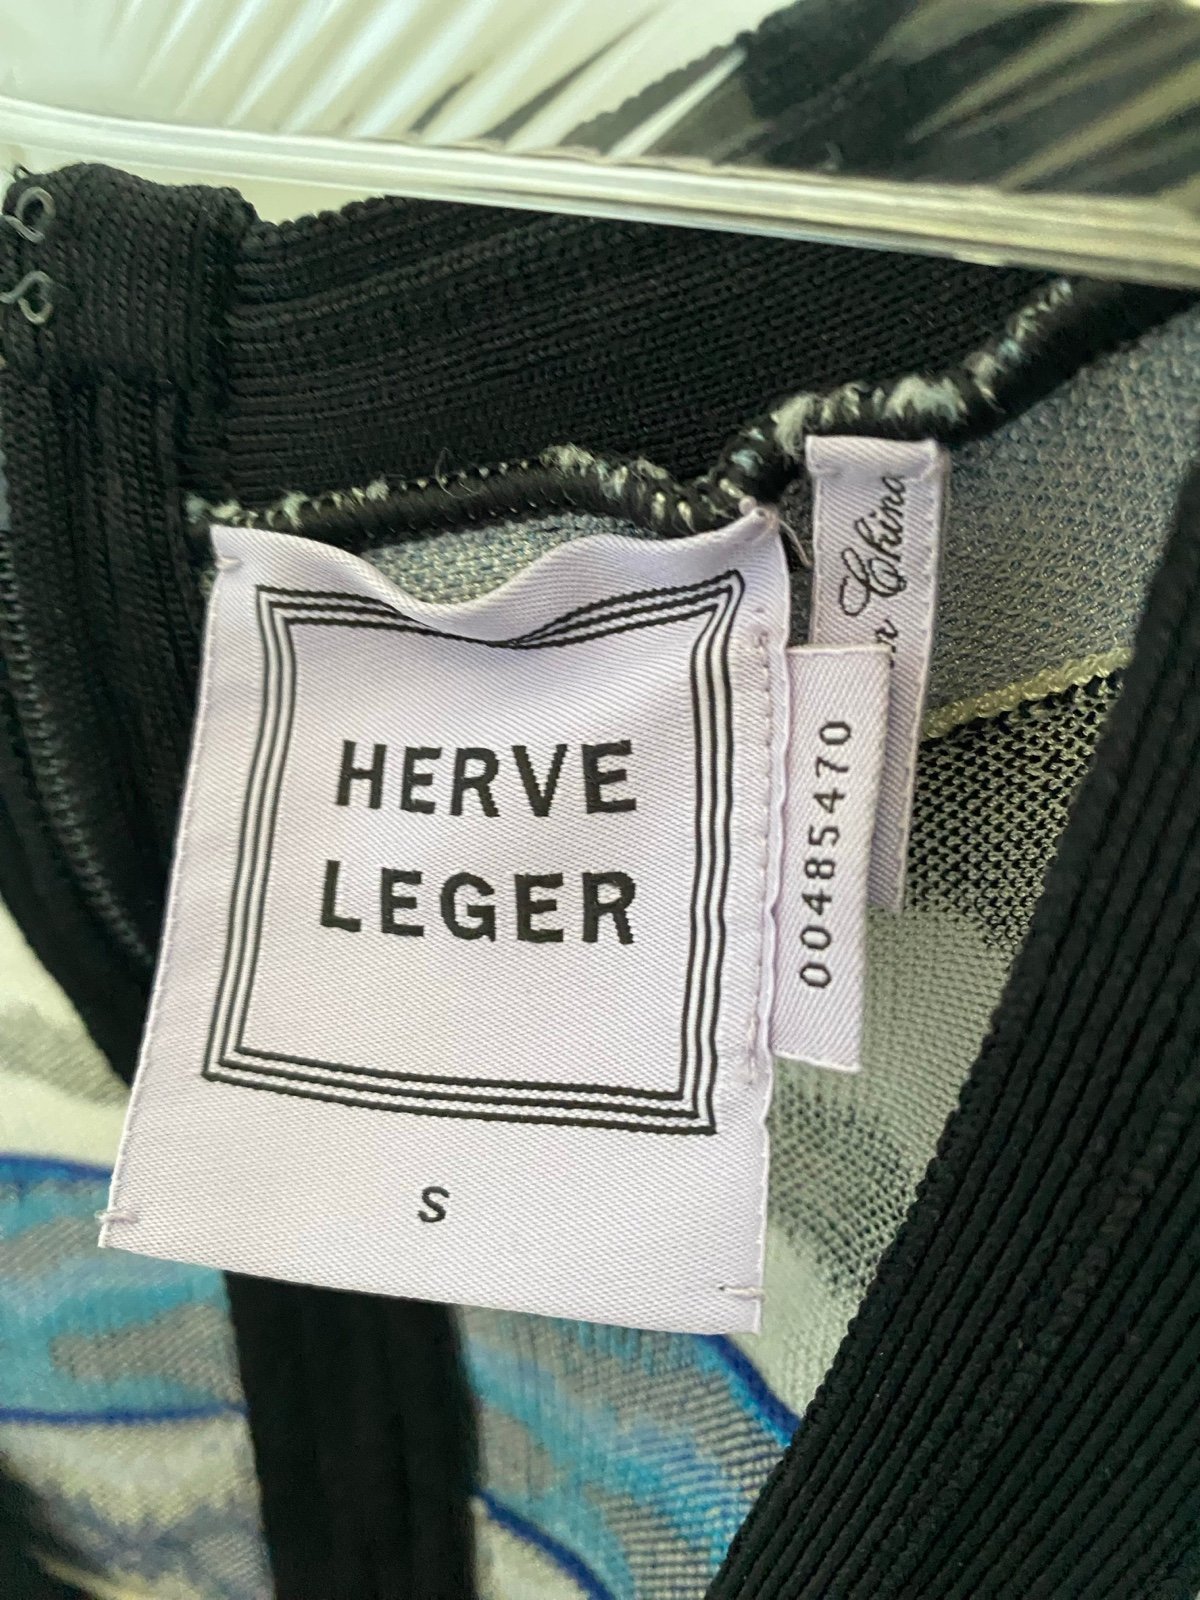 HERVE
LEGER
S
00485470
China